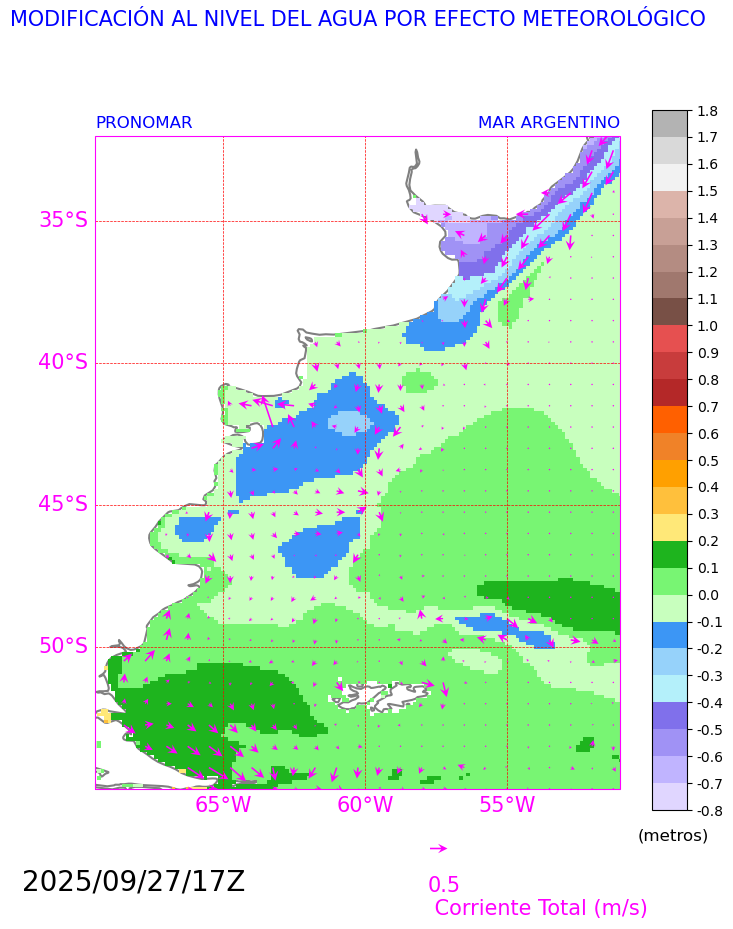 MODIFICACIÓN AL NIVEL DEL AGUA POR EFECTO METEOROLÓGICO
PRONOMAR MAR ARGENTINO
35°S
40°S
45°S
50°S
65°W 60°W 55°W
1.8
1.7
1.6
1.5
1.4
1.3
1.2
1.1
1.0
0.9
0.8
0.7
0.6
0.5
0.4
0.3
0.2
0.1
0.0
-0.1
-0.2
-0.3
-0.4
-0.5
-0.6
-0.7
-0.8
(metros)
2025/09/27/17Z
0.5
Corriente Total (m/s)